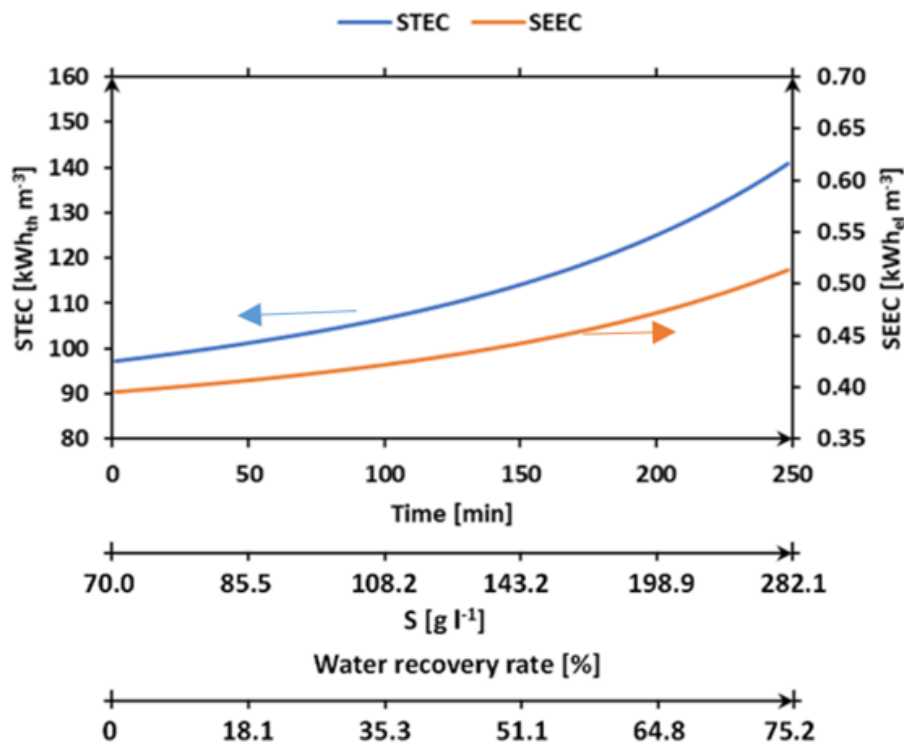 STEC SEEC
160 0.70
150 0.65
140 0.60
130 0.55
120
110 0.50
100 0.45
90 0.40
80 0.35
STEC [kWhth m-3]
SEEC [kWhel m-3]
0 50 100 150 200 250
Time [min]
70.0 85.5 108.2 143.2 198.9 282.1
S [g l-1]
Water recovery rate [%]
0 18.1 35.3 51.1 64.8 75.2